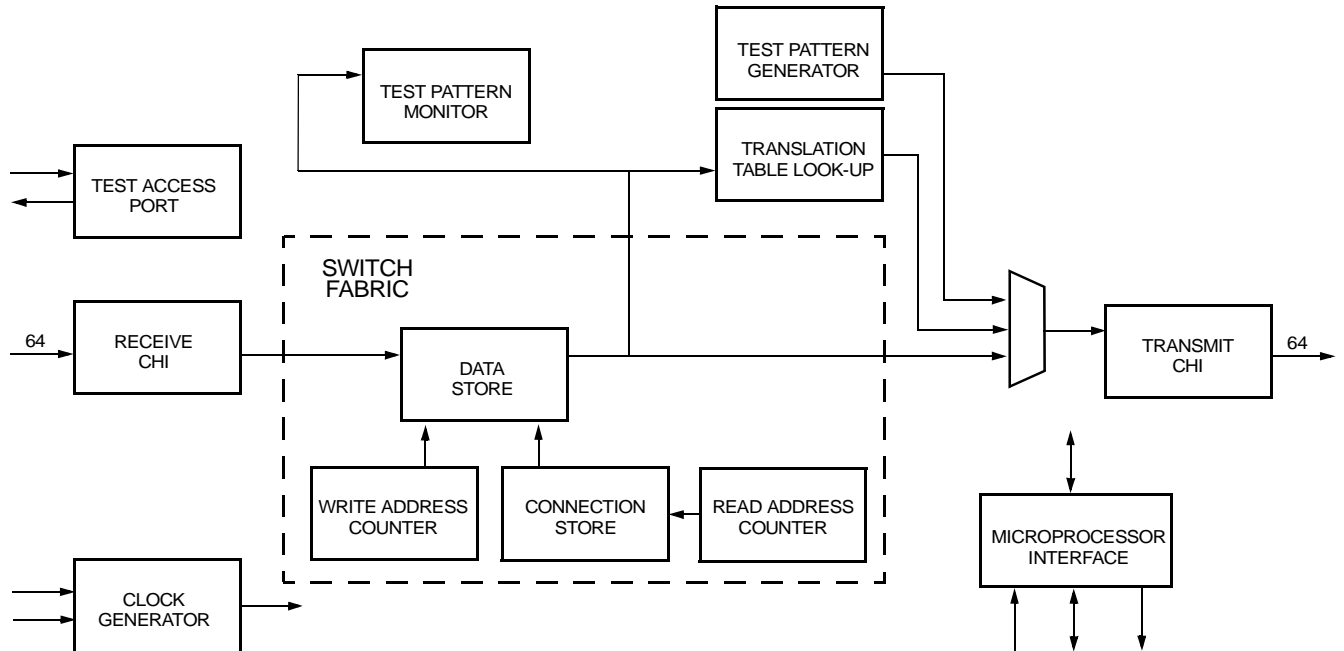 TEST PATTERN
GENERATOR
TEST PATTERN
MONITOR
TRANSLATION
TABLE LOOK-UP
TEST ACCESS
PORT
SWITCH
FABRIC
64
RECEIVE
CHI
DATA
STORE
TRANSMIT
CHI
64
WRITE ADDRESS
COUNTER
CONNECTION
STORE
READ ADDRESS
COUNTER
MICROPROCESSOR
INTERFACE
CLOCK
GENERATOR